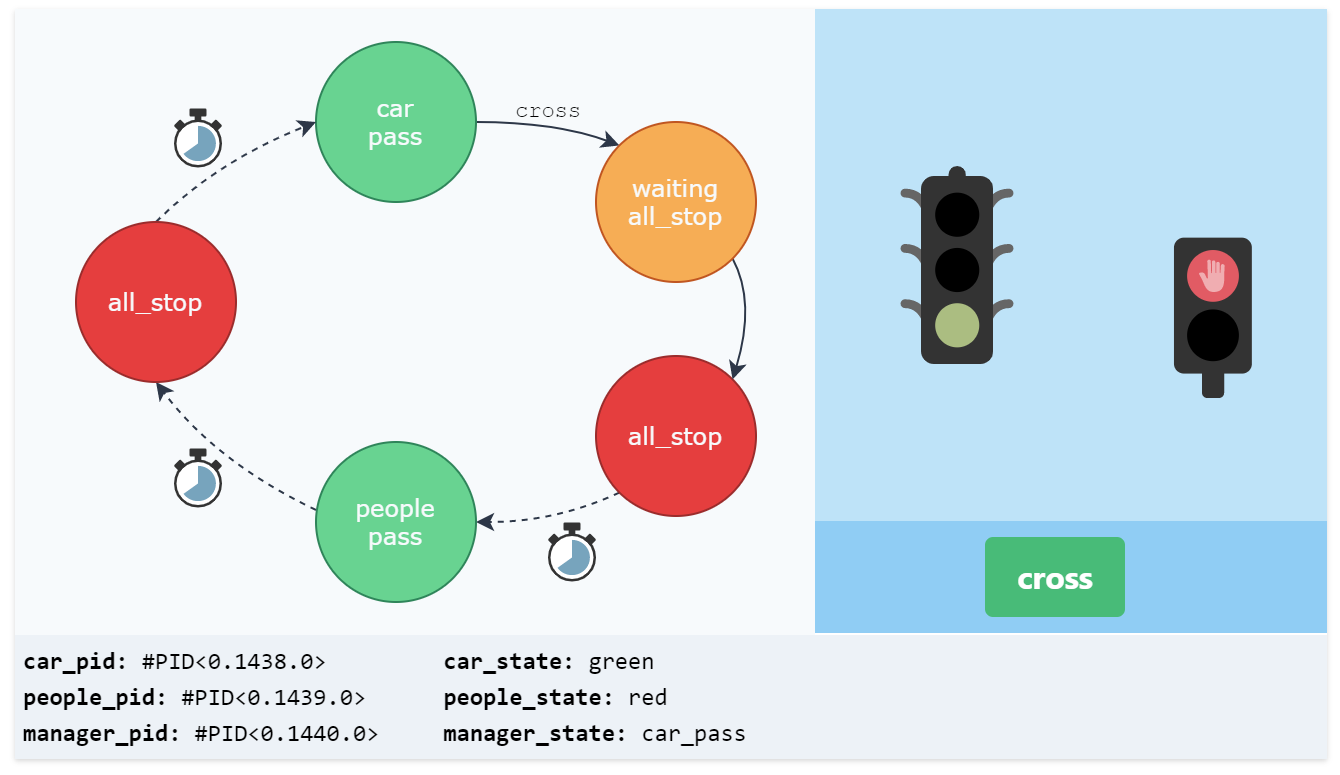 car
pass
cross
waiting
all_stop
all_stop
all_stop
people
pass
cross
car_pid: #PID<0.1438.0> car_state: green
people_pid: #PID<0.1439.0> people_state: red
manager_pid: #PID<0.1440.0> manager_state: car_pass